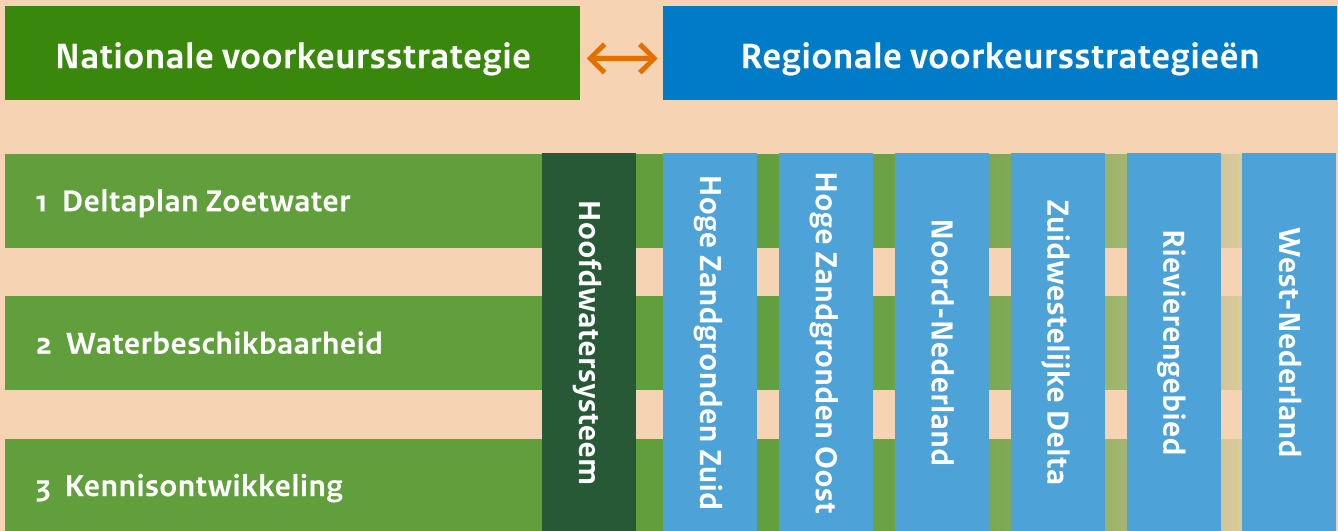 Nationale voorkeursstrategie
Regionale voorkeursstrategieën
1 Deltaplan Zoetwater
2 Waterbeschikbaarheid
3 Kennisontwikkeling
Hoofdwatersysteem
Hoge Zandgronden Zuid
Hoge Zandgronden Oost
Noord-Nederland
Zuidwestelijke Delta
Rievierengebied
West-Nederland